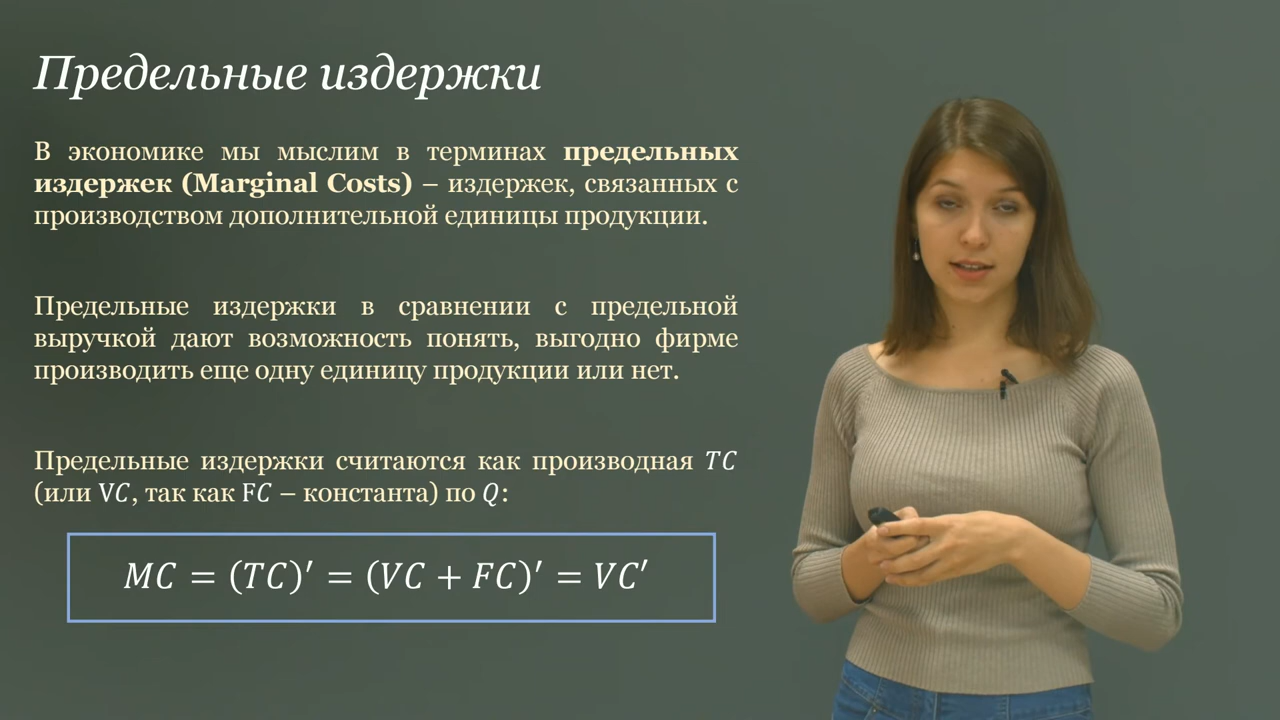 Предельные издержки
В экономике мы мыслим в терминах предельных
издержек (Marginal Costs) – издержек, связанных с
производством дополнительной единицы продукции.
Предельные издержки в сравнении с предельной
выручкой дают возможность понять, выгодно фирме
производить еще одну единицу продукции или нет.
Предельные издержки считаются как производная TC
(или VC, так как FC – константа) по Q:
MC = (TC)′ = (VC + FC)′ = VC′